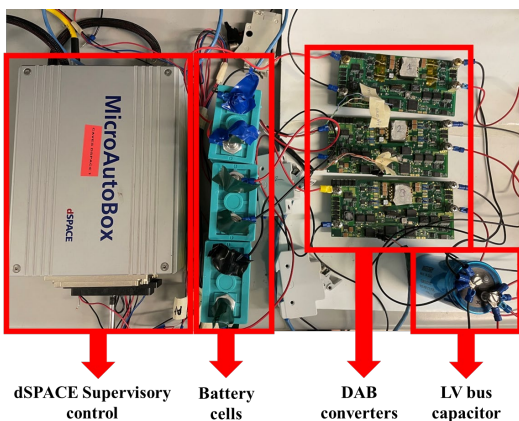 MicroAutoBox
dSPACE
dSPACE Supervisory
control
Battery
cells
DAB
converters
LV bus
capacitor